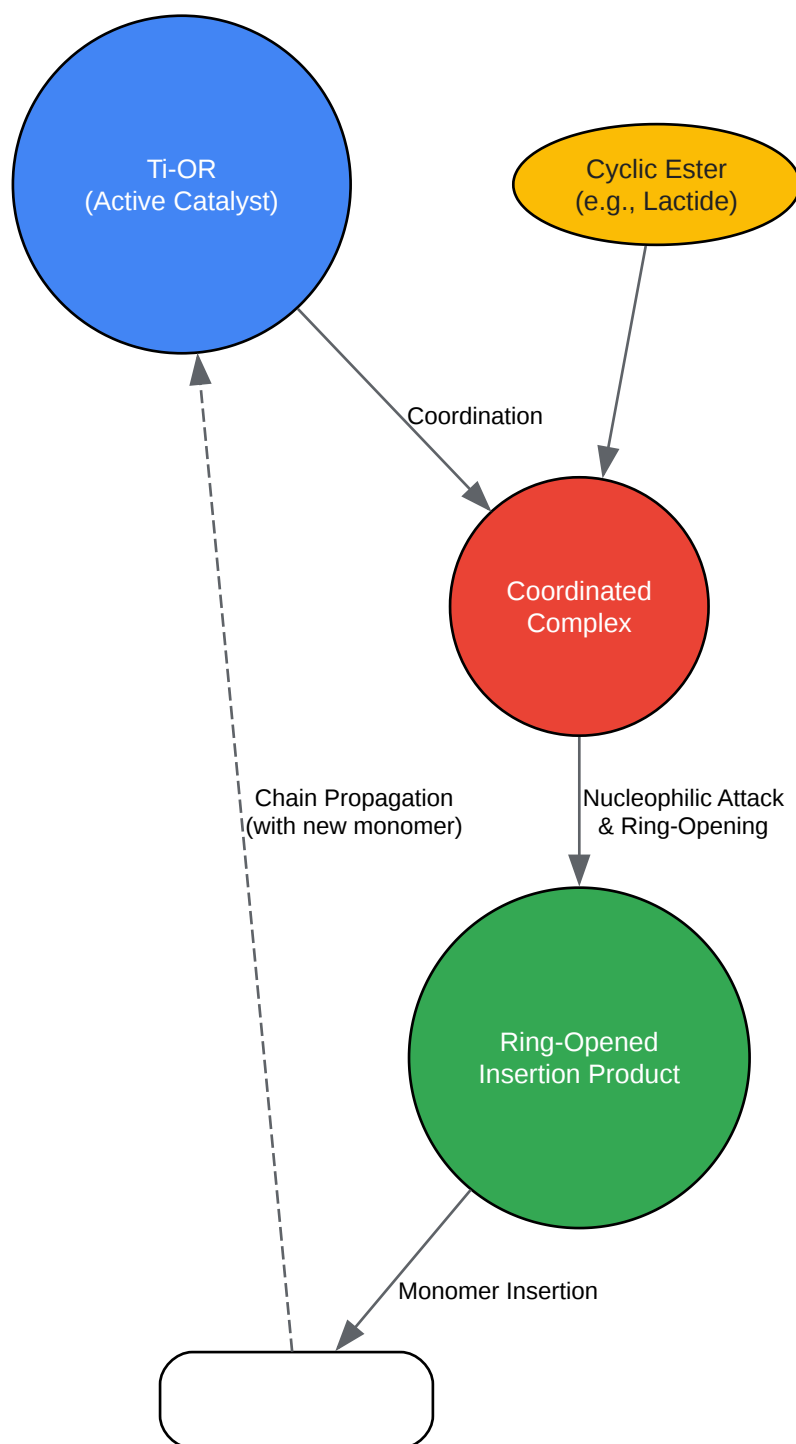 Ti-OR
(Active Catalyst)
Cyclic Ester
(e.g., Lactide)
Coordination
Coordinated
Complex
Chain Propagation
(with new monomer)
Nucleophilic Attack
& Ring-Opening
Ring-Opened
Insertion Product
Monomer Insertion